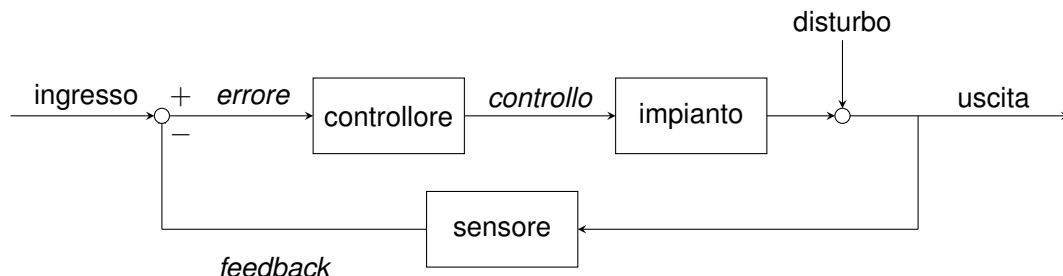 disturbo
ingresso
+
errore
controllore
controllo
impianto
uscita
−
sensore
feedback